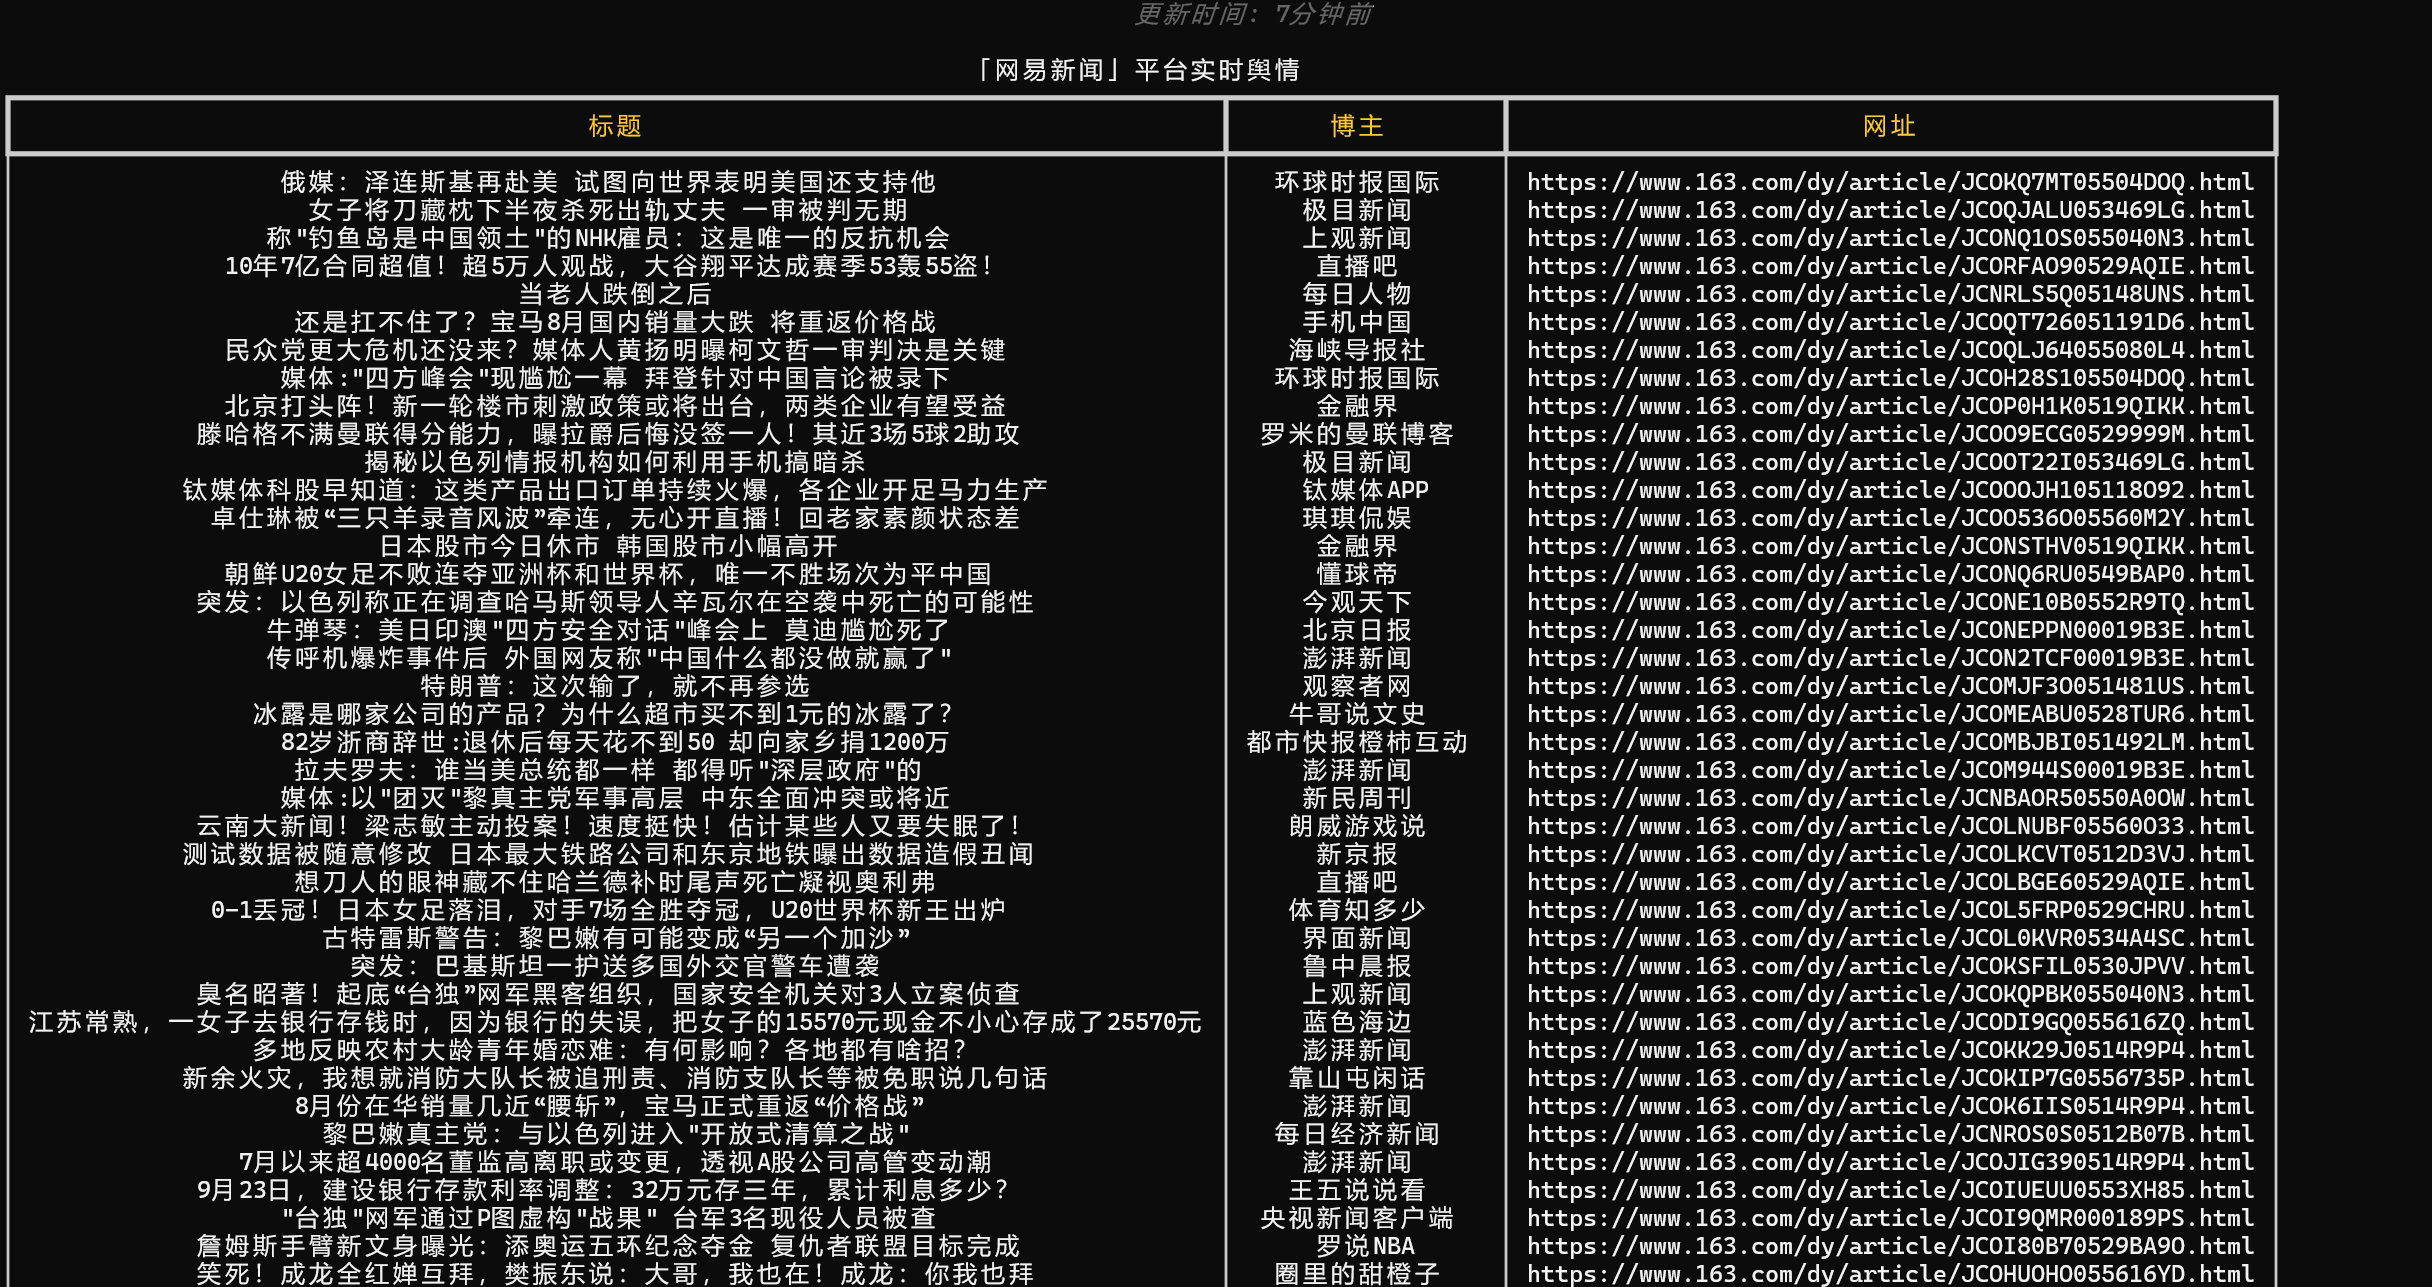 更新时间: 7分钟前
「网易新闻」平台实时舆情
标题 博主 网址
俄媒: 泽连斯基再赴美 试图向世界表明美国还支持他 环球时报国际 https://www.163.com/dy/article/JCOKQ7MT05504DOQ.html
女子将刀藏枕下半夜杀死出轨丈夫 一审被判无期 极目新闻 https://www.163.com/dy/article/JCOQJALU053469LG.html
称"钓鱼岛是中国领土"的NHK雇员: 这是唯一的反抗机会 上观新闻 https://www.163.com/dy/article/JCONQ1OS055040N3.html
10年7亿合同超值! 超5万人观战, 大谷翔平达成赛季53轰55盗! 直播吧 https://www.163.com/dy/article/JCORFAO90529AQIE.html
当老人跌倒之后 每日人物 https://www.163.com/dy/article/JCNRLS5Q05148UNS.html
还是扛不住了? 宝马8月国内销量大跌 将重返价格战 手机中国 https://www.163.com/dy/article/JCOQT726051191D6.html
民众党更大危机还没来? 媒体人黄扬明曝柯文哲一审判决是关键 海峡导报社 https://www.163.com/dy/article/JCOQLJ64055080L4.html
媒体:"四方峰会"现尴尬一幕 拜登针对中国言论被录下 环球时报国际 https://www.163.com/dy/article/JCOH28S105504DOQ.html
北京打头阵! 新一轮楼市刺激政策或将出台, 两类企业有望受益 金融界 https://www.163.com/dy/article/JCOP0H1K0519QIKK.html
滕哈格不满曼联得分能力, 曝拉爵后悔没签一人! 其近3场5球2助攻 罗米的曼联博客 https://www.163.com/dy/article/JCOO9ECG0529999M.html
揭秘以色列情报机构如何利用手机搞暗杀 极目新闻 https://www.163.com/dy/article/JCOOT22I053469LG.html
钛媒体科股早知道: 这类产品出口订单持续火爆, 各企业开足马力生产 钛媒体APP https://www.163.com/dy/article/JCOOOJH105118O92.html
卓仕琳被“三只羊录音风波”牵连, 无心开直播! 回老家素颜状态差 琪琪侃娱 https://www.163.com/dy/article/JCOO536O05560M2Y.html
日本股市今日休市 韩国股市小幅高开 金融界 https://www.163.com/dy/article/JCONSTHV0519QIKK.html
朝鲜U20女足不败连夺亚洲杯和世界杯, 唯一不胜场次为平中国 懂球帝 https://www.163.com/dy/article/JCONQ6RU0549BAP0.html
突发: 以色列称正在调查哈马斯领导人辛瓦尔在空袭中死亡的可能性 今观天下 https://www.163.com/dy/article/JCONE10B0552R9TQ.html
牛弹琴: 美日印澳"四方安全对话"峰会上 莫迪尴尬死了 北京日报 https://www.163.com/dy/article/JCONEPPN00019B3E.html
传呼机爆炸事件后 外国网友称"中国什么都没做就赢了" 澎湃新闻 https://www.163.com/dy/article/JCON2TCF00019B3E.html
特朗普: 这次输了, 就不再参选 观察者网 https://www.163.com/dy/article/JCOMJF3O051481US.html
冰露是哪家公司的产品? 为什么超市买不到1元的冰露了? 牛哥说文史 https://www.163.com/dy/article/JCOMEABU0528TUR6.html
82岁浙商辞世:退休后每天花不到50 却向家乡捐1200万 都市快报橙柿互动 https://www.163.com/dy/article/JCOMBJBI051492LM.html
拉夫罗夫: 谁当美总统都一样 都得听"深层政府"的 澎湃新闻 https://www.163.com/dy/article/JCOM944S00019B3E.html
媒体:以"团灭"黎真主党军事高层 中东全面冲突或将近 新民周刊 https://www.163.com/dy/article/JCNBAOR50550A0OW.html
云南大新闻! 梁志敏主动投案! 速度挺快! 估计某些人又要失眠了! 朗威游戏说 https://www.163.com/dy/article/JCOLNUBF05560O33.html
测试数据被随意修改 日本最大铁路公司和东京地铁曝出数据造假丑闻 新京报 https://www.163.com/dy/article/JCOLKCVT0512D3VJ.html
想刀人的眼神藏不住哈兰德补时尾声死亡凝视奥利弗 直播吧 https://www.163.com/dy/article/JCOLBGE60529AQIE.html
0-1丢冠! 日本女足落泪, 对手7场全胜夺冠, U20世界杯新王出炉 体育知多少 https://www.163.com/dy/article/JCOL5FRP0529CHRU.html
古特雷斯警告: 黎巴嫩有可能变成“另一个加沙” 界面新闻 https://www.163.com/dy/article/JCOL0KVR0534A4SC.html
突发: 巴基斯坦一护送多国外交官警车遭袭 鲁中晨报 https://www.163.com/dy/article/JCOKSFIL0530JPVV.html
臭名昭著! 起底“台独”网军黑客组织, 国家安全机关对3人立案侦查 上观新闻 https://www.163.com/dy/article/JCOKQPBK055040N3.html
江苏常熟, 一女子去银行存钱时, 因为银行的失误, 把女子的15570元现金不小心存成了25570元 蓝色海边 https://www.163.com/dy/article/JCODI9GQ055616ZQ.html
多地反映农村大龄青年婚恋难: 有何影响? 各地都有啥招? 澎湃新闻 https://www.163.com/dy/article/JCOKK29J0514R9P4.html
新余火灾, 我想就消防大队长被追刑责、消防支队长等被免职说几句话 靠山屯闲话 https://www.163.com/dy/article/JCOKIP7G0556735P.html
8月份在华销量几近“腰斩”, 宝马正式重返“价格战” 澎湃新闻 https://www.163.com/dy/article/JCOK6IIS0514R9P4.html
黎巴嫩真主党: 与以色列进入"开放式清算之战" 每日经济新闻 https://www.163.com/dy/article/JCNROS0S0512B07B.html
7月以来超4000名董监高离职或变更, 透视A股公司高管变动潮 澎湃新闻 https://www.163.com/dy/article/JCOJIG390514R9P4.html
9月23日, 建设银行存款利率调整: 32万元存三年, 累计利息多少? 王五说说看 https://www.163.com/dy/article/JCOIUEUU0553XH85.html
"台独"网军通过P图虚构"战果" 台军3名现役人员被查 央视新闻客户端 https://www.163.com/dy/article/JCOI9QMR000189PS.html
詹姆斯手臂新文身曝光: 添奥运五环纪念夺金 复仇者联盟目标完成 罗说NBA https://www.163.com/dy/article/JCOI80B70529BA9O.html
笑死! 成龙全红婵互拜, 樊振东说: 大哥, 我也在! 成龙: 你我也拜 圈里的甜橙子 https://www.163.com/dy/article/JCOHUOHO055616YD.html